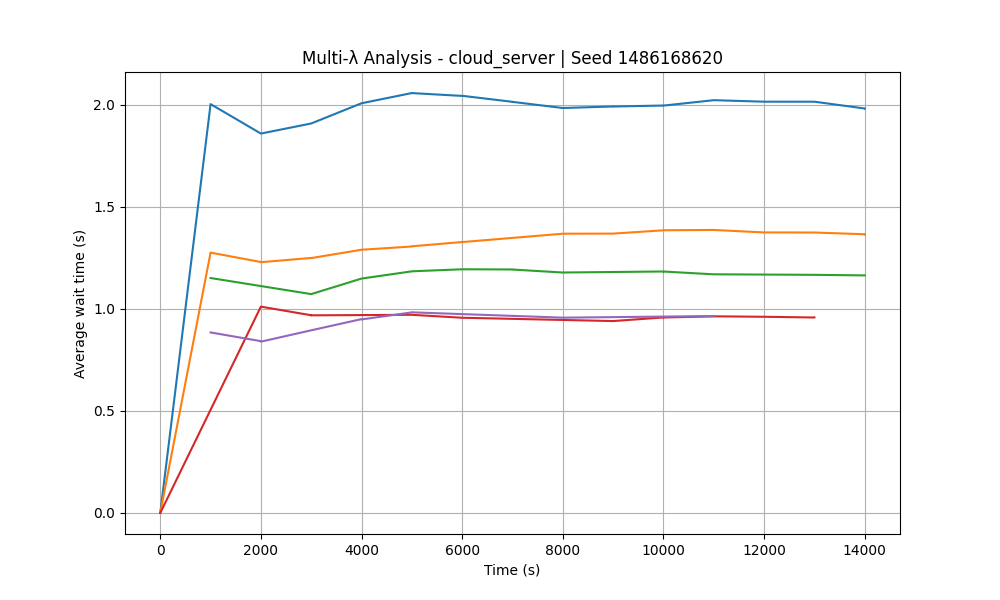 Multi-λ Analysis - cloud_server | Seed 1486168620
Average wait time (s)
2.0
1.5
1.0
0.5
0.0
0 2000 4000 6000 8000 10000 12000 14000
Time (s)